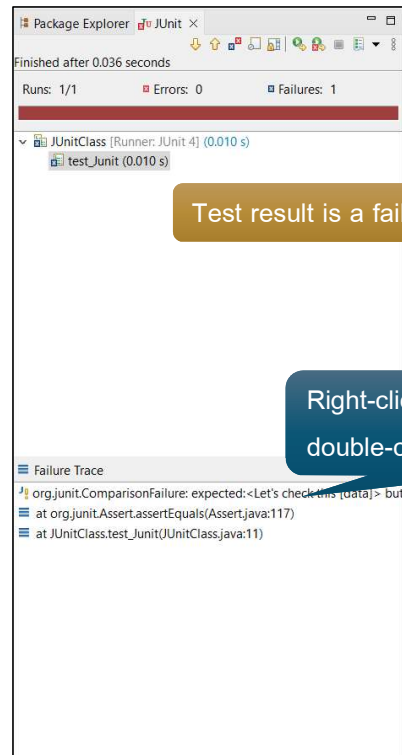 Package Explorer JUnit ×
Finished after 0.036 seconds
Runs: 1/1 Errors: 0 Failures: 1
JUnitClass [Runner: JUnit 4] (0.010 s)
test_Junit (0.010 s)
Test result is a fail
Right-cli
double-c
Failure Trace
org.junit.ComparisonFailure: expected:<Let's check this [data]> but
at org.junit.Assert.assertEquals(Assert.java:117)
at JUnitClass.test_Junit(JUnitClass.java:11)